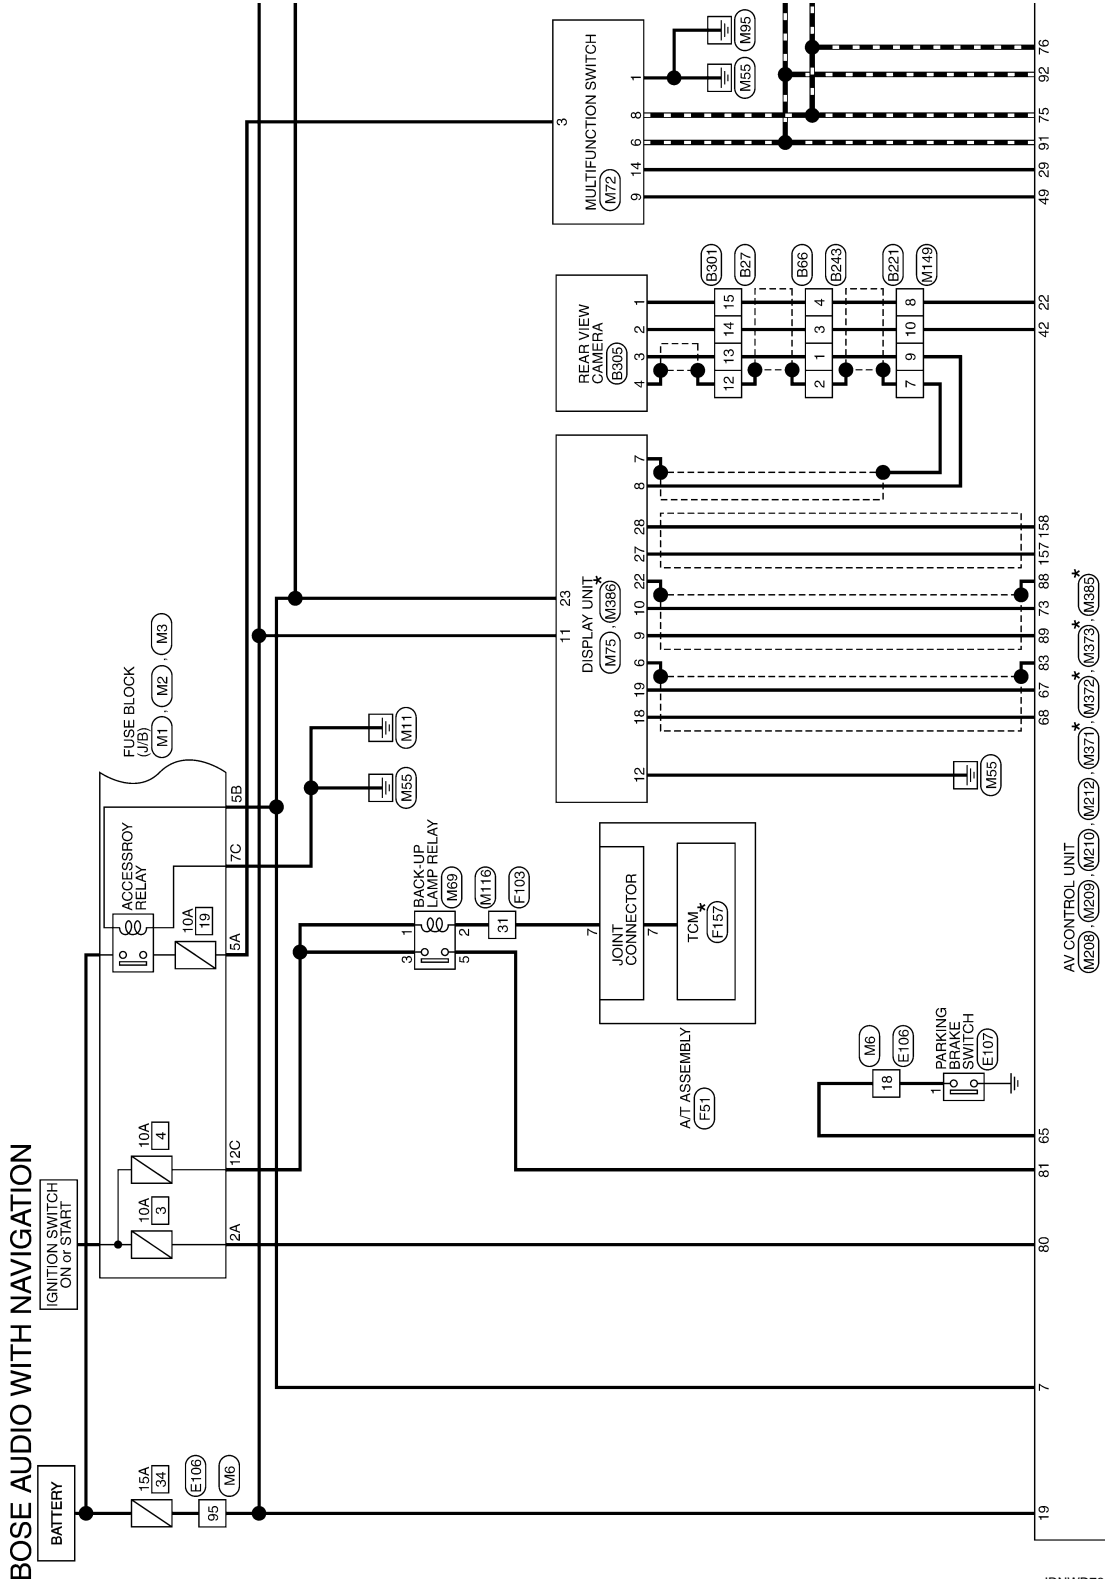 BOSE AUDIO WITH NAVIGATION
BATTERY
15A
34
E106
95
M6
IGNITION SWITCH
ON or START
10A
3
10A
4
2A
12C
ACCESSROY
RELAY
10A
19
5A
7C
5B
FUSE BLOCK
(J/B)
M1 , M2 , M3
M55
M11
BACK-UP
LAMP RELAY
M69
1
2
3
5
M116
31
F103
7
JOINT
CONNECTOR
7
TCM*
F157
A/T ASSEMBLY
F51
M6
18
E106
1
PARKING
BRAKE
SWITCH
E107
11
23
DISPLAY UNIT
M75 , M386*
12
18
19
6
9
10
22
27
28
8
7
M55
REAR VIEW
CAMERA
B305
4
3
2
1
B301
12
13
14
15
B27
B66
2
1
3
4
B243
B221
7
9
10
8
M149
3
MULTIFUNCTION SWITCH
M72
9
14
6
8
1
M55
M95
19
7
80
81
65
68
67
83
89
73
88
157
158
42
22
49
29
91
75
92
76
AV CONTROL UNIT
M208 , M209 , M210 , M212 , M371* , M372* , M373* , M385*